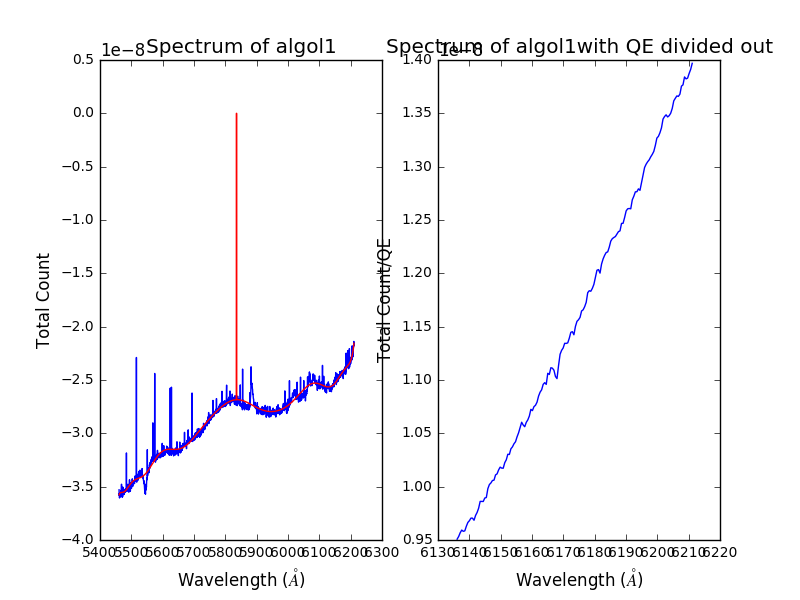 Spectrum of algol1
1e−8
0.5
0.0
−0.5
−1.0
−1.5
−2.0
−2.5
−3.0
−3.5
−4.0
Total Count
5400 5500 5600 5700 5800 5900 6000 6100 6200 6300
Wavelength (Å)
Spectrum of algol1with QE divided out
1e−8
1.40
1.35
1.30
1.25
1.20
1.15
1.10
1.05
1.00
0.95
Total Count/QE
6130 6140 6150 6160 6170 6180 6190 6200 6210 6220
Wavelength (Å)